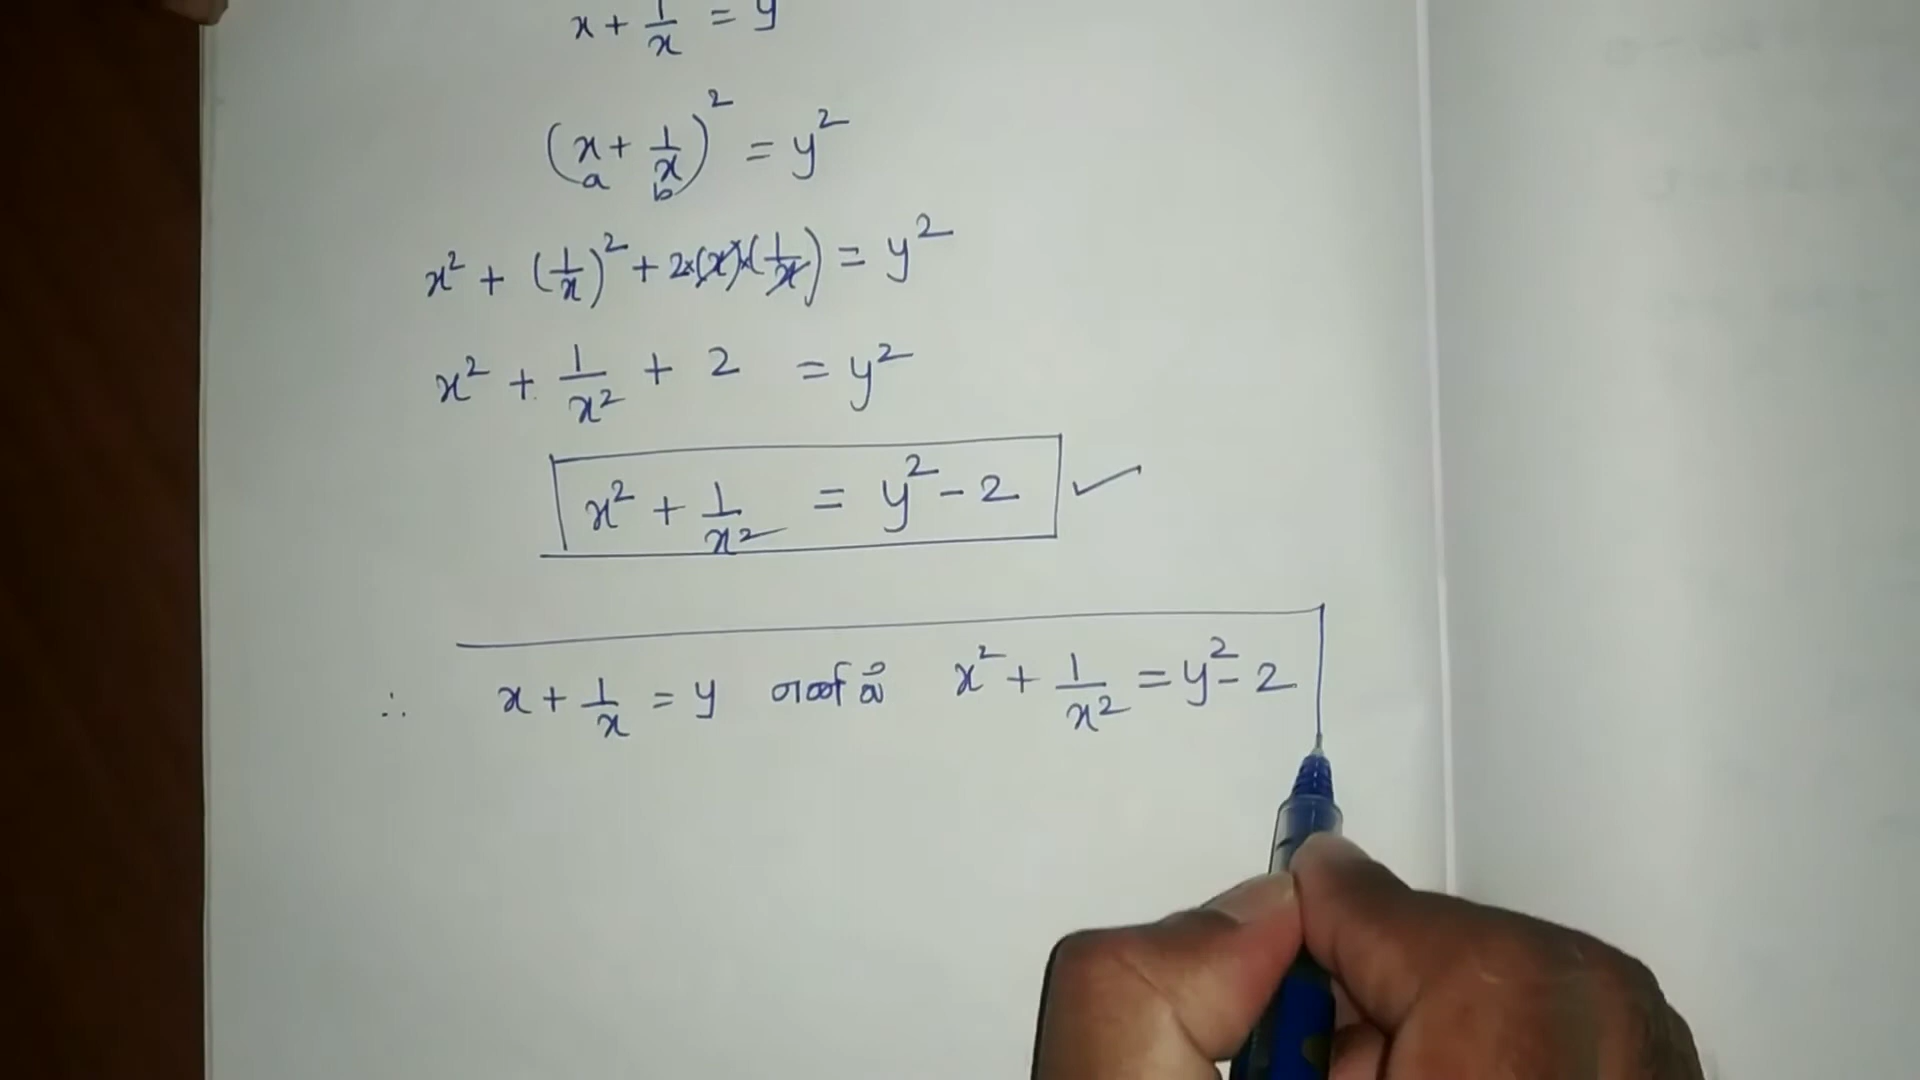 x + 1/x = y
(x + 1/x)² = y²
a b
x² + (1/x)² + 2×(x)×(1/x) = y²
x² + 1/x² + 2 = y²
x² + 1/x² = y² - 2 ✓
∴ x + 1/x = y x² + 1/x² = y² - 2